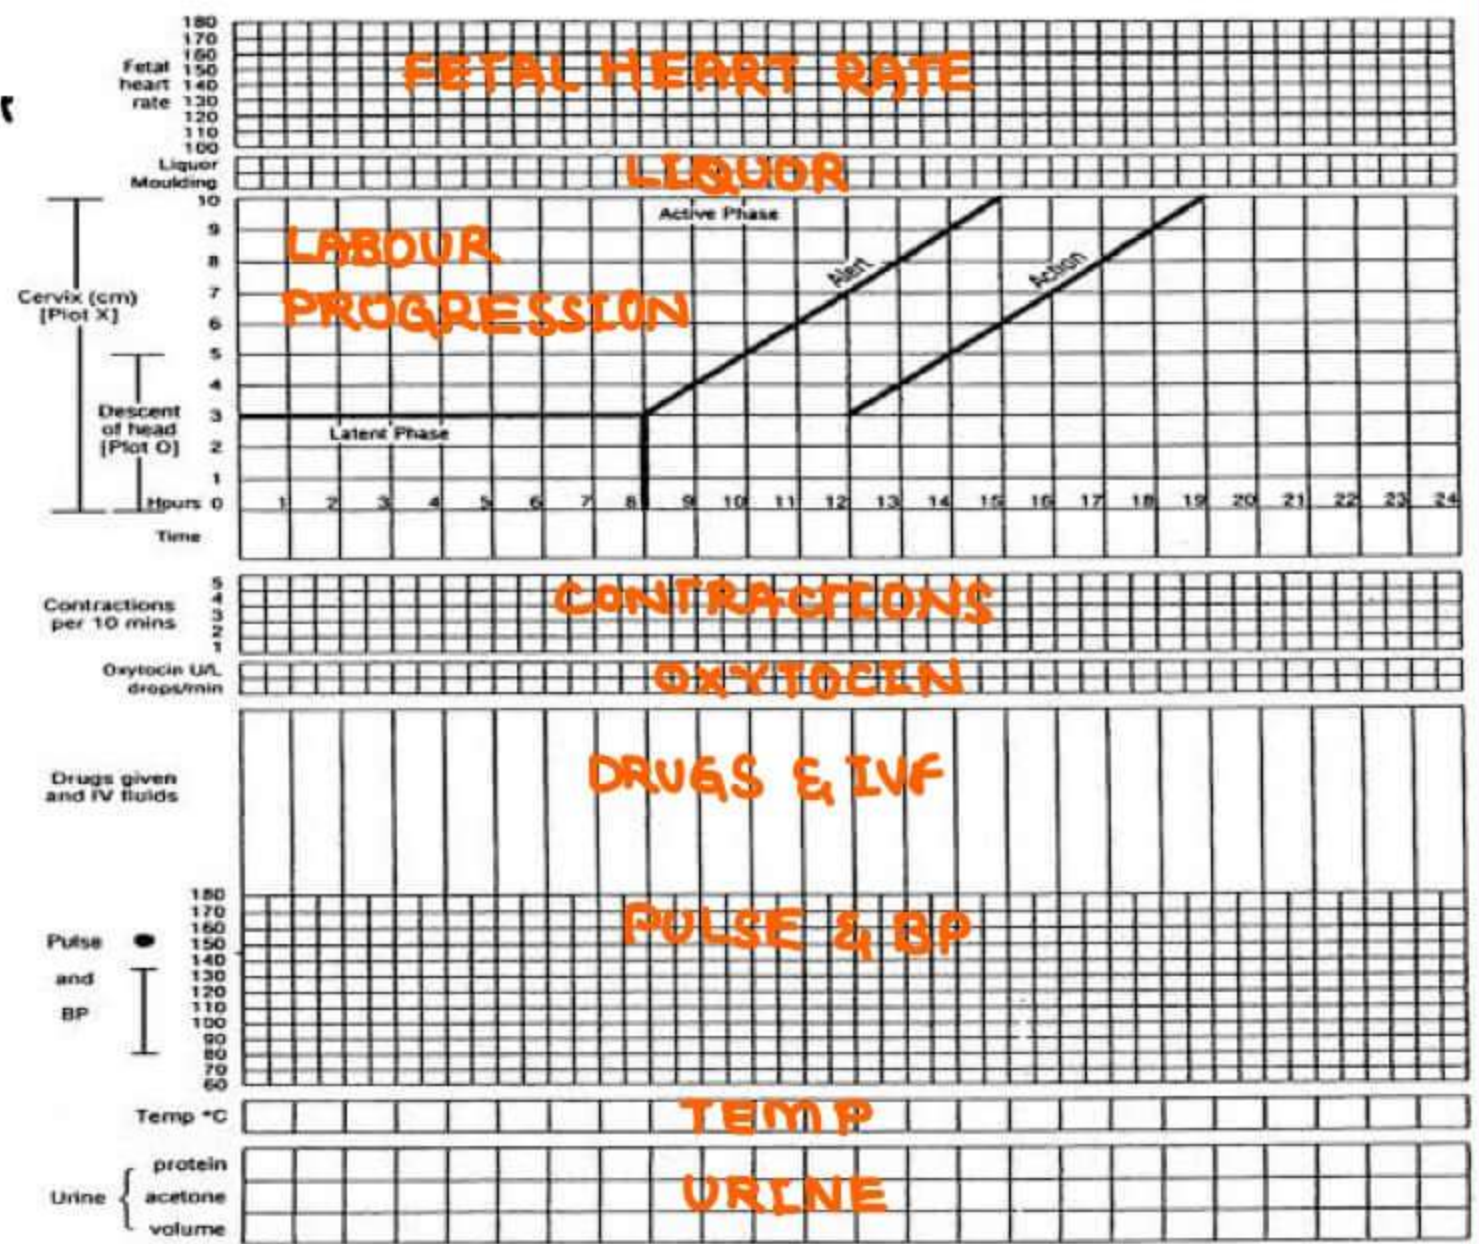 180
170
160
150
140
130
120
110
100
Fetal
heart
rate
FETAL HEART RATE
Liquor
Moulding
LIQUOR
10
9
8
7
6
5
4
3
2
1
Active Phase
LABOUR
PROGRESSION
Alert
Action
Cervix (cm)
[Plot X]
Descent
of head
[Plot O]
Latent Phase
Hours 0 1 2 3 4 5 6 7 8 9 10 11 12 13 14 15 16 17 18 19 20 21 22 23 24
Time
Contractions
per 10 mins
5
4
3
2
1
CONTRACTIONS
Oxytocin U/L
drops/min
OXYTOCIN
Drugs given
and IV fluids
DRUGS & IVF
180
170
160
150
140
130
120
110
100
90
80
70
60
Pulse
and
BP
PULSE & BP
Temp °C
TEMP
Urine
protein
acetone
volume
URINE